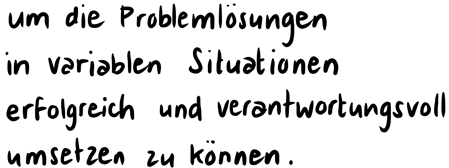 um die Problemlösungen
in variablen Situationen
erfolgreich und verantwortungsvoll
umsetzen zu können.